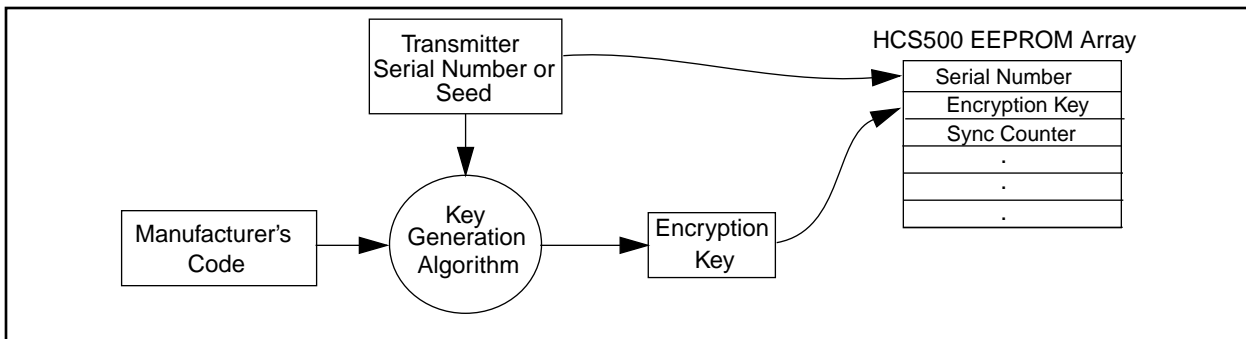 Transmitter
Serial Number or
Seed
HCS500 EEPROM Array
Serial Number
Encryption Key
Sync Counter
.
.
.
Manufacturer's
Code
Key
Generation
Algorithm
Encryption
Key